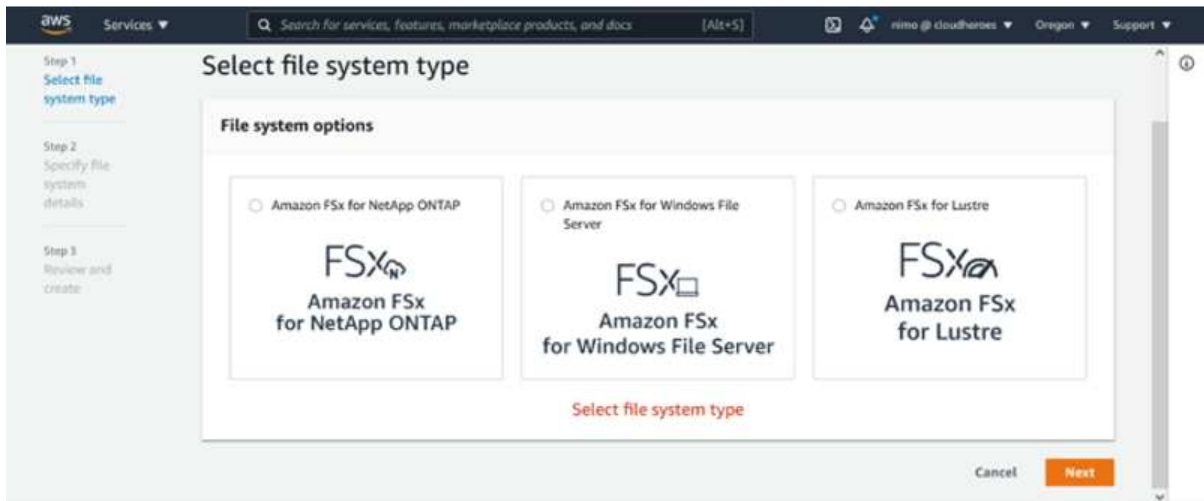 aws
Services ▼
Search for services, features, marketplace products, and docs
[Alt+S]
nimo @ cloudheroes ▼
Oregon ▼
Support ▼
Step 1
Select file
system type
Step 2
Specify file
system
details
Step 3
Review and
create
Select file system type
File system options
Amazon FSx for NetApp ONTAP
FSx
N
Amazon FSx
for NetApp ONTAP
Amazon FSx for Windows File
Server
FSx
Amazon FSx
for Windows File Server
Amazon FSx for Lustre
FSx
Amazon FSx
for Lustre
Select file system type
Cancel
Next